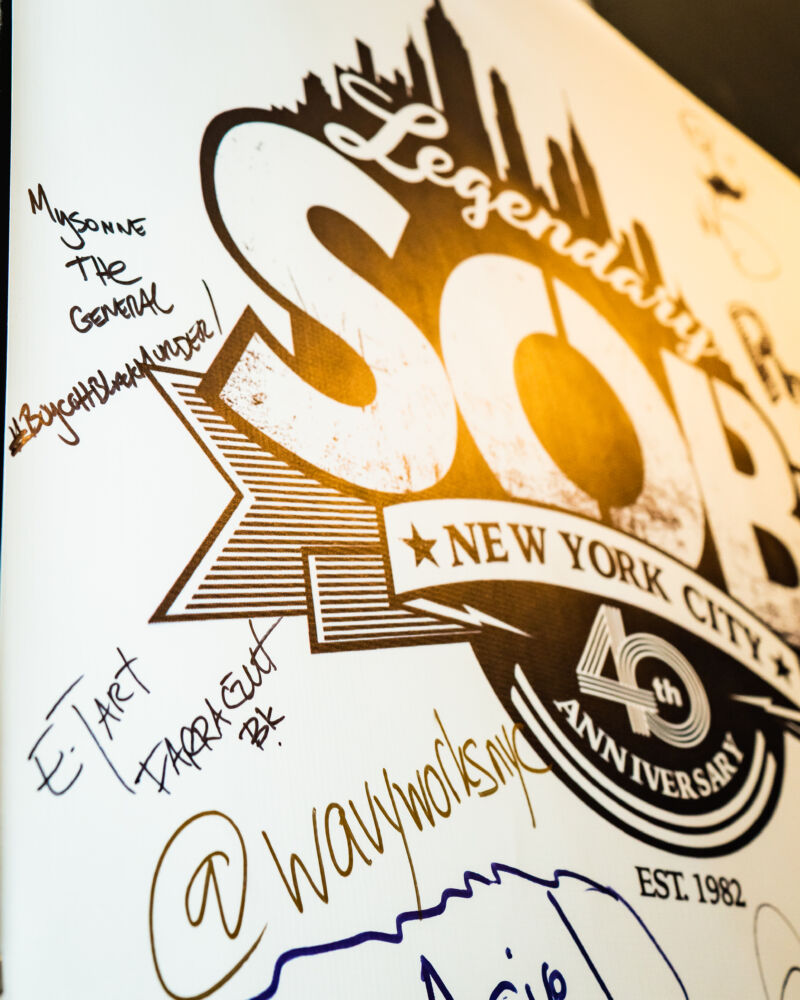 Legendary
SOB
★ NEW YORK CITY ★
40th
ANNIVERSARY
EST. 1982
MYSONNE
THE
GENERAL
#BoycottBlackMurder!
E.T ART
FARRAGUT
BK.
@wavyworksnyc